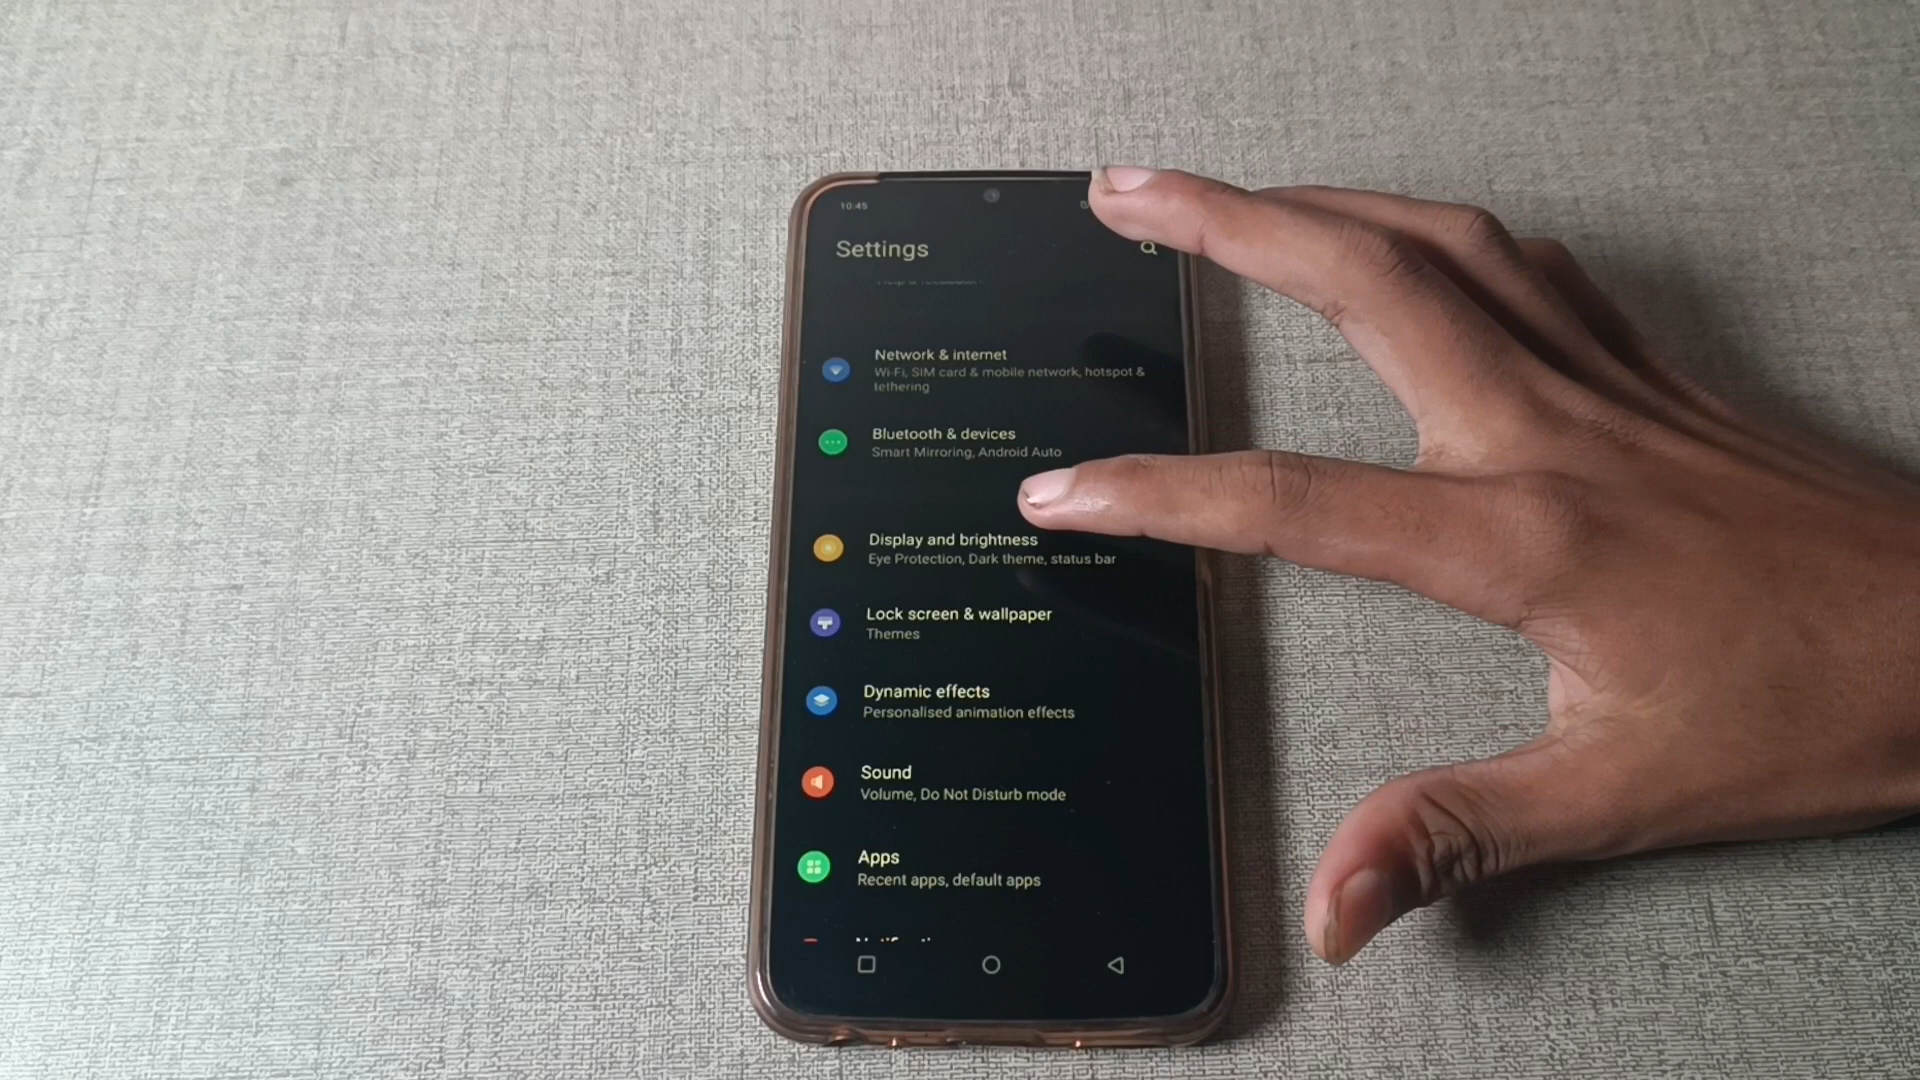 10:45
Settings
Network & internet
Wi-Fi, SIM card & mobile network, hotspot &
tethering
Bluetooth & devices
Smart Mirroring, Android Auto
Display and brightness
Eye Protection, Dark theme, status bar
Lock screen & wallpaper
Themes
Dynamic effects
Personalised animation effects
Sound
Volume, Do Not Disturb mode
Apps
Recent apps, default apps